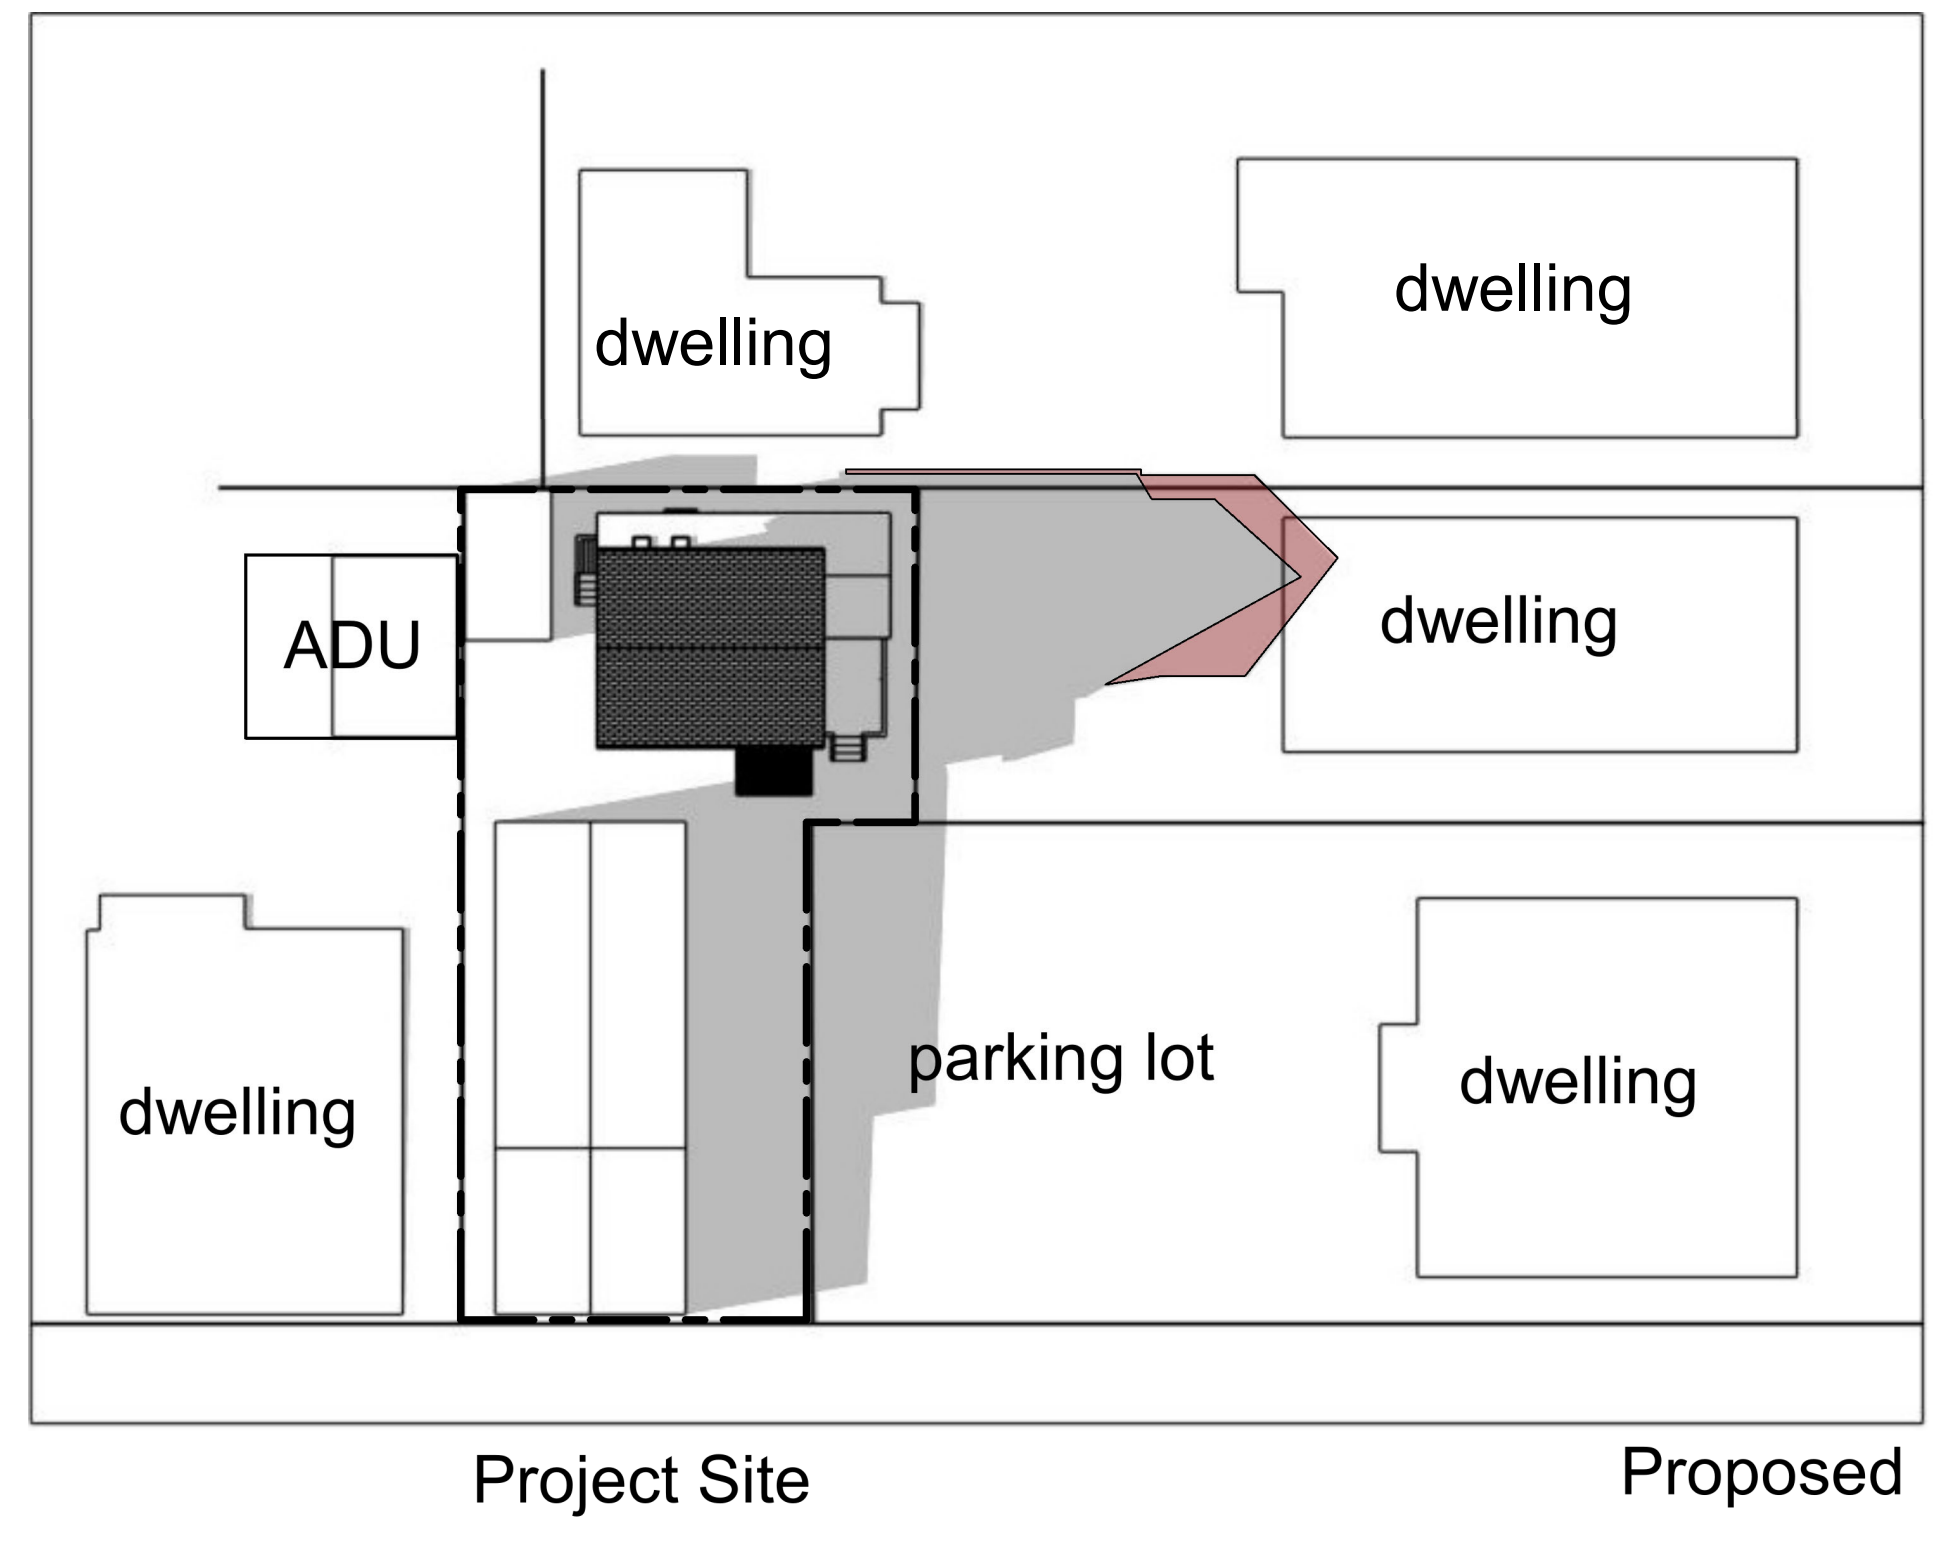 dwelling
dwelling
dwelling
ADU
dwelling
parking lot
dwelling
Project Site
Proposed